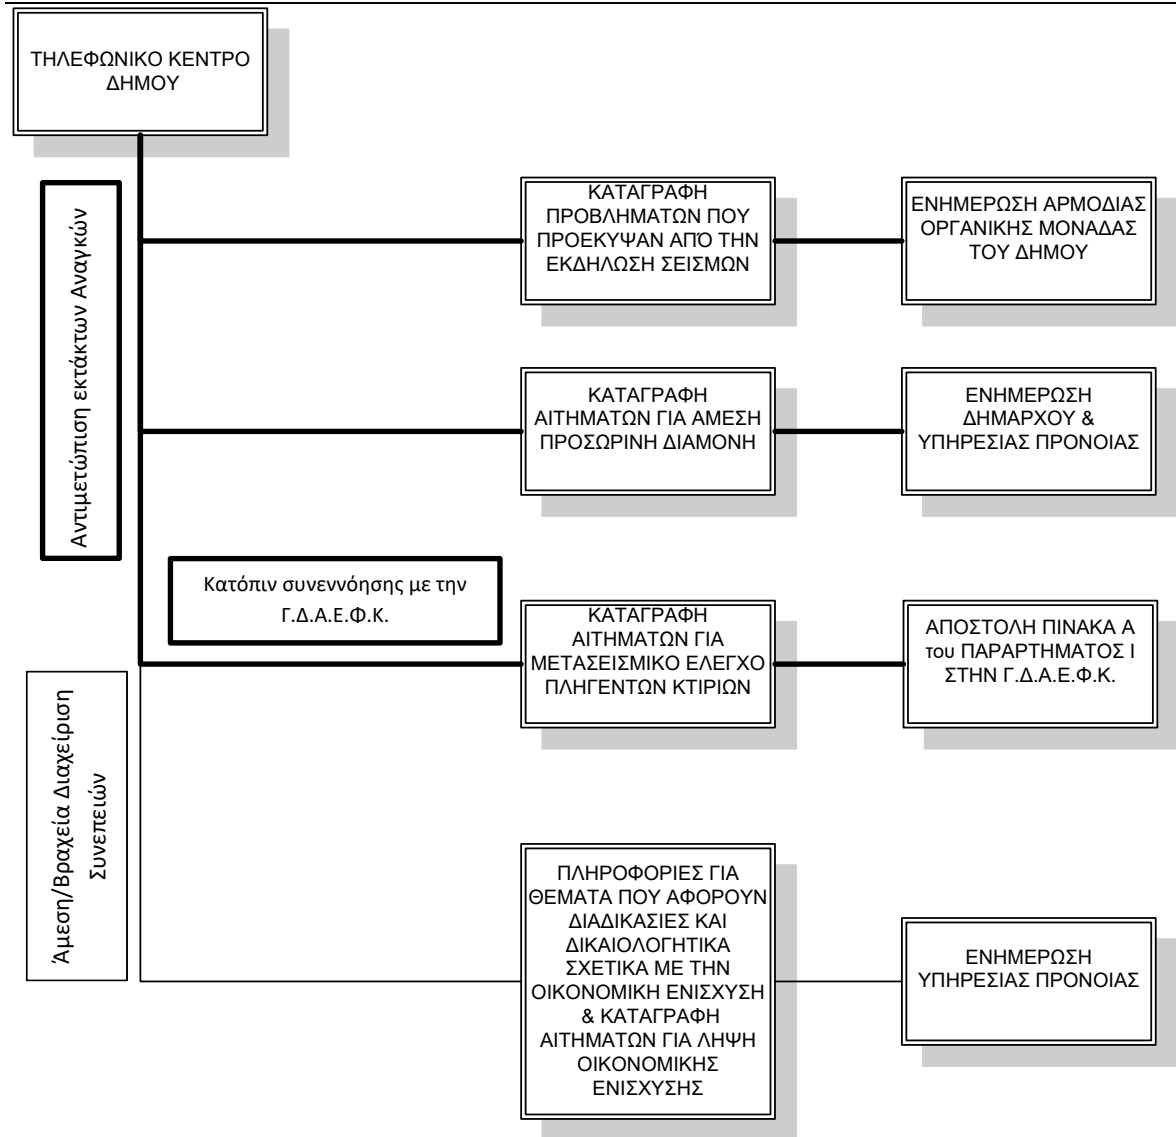 ΤΗΛΕΦΩΝΙΚΟ ΚΕΝΤΡΟ
ΔΗΜΟΥ
Αντιμετώπιση εκτάκτων Αναγκών
ΚΑΤΑΓΡΑΦΗ
ΠΡΟΒΛΗΜΑΤΩΝ ΠΟΥ
ΠΡΟΕΚΥΨΑΝ ΑΠΌ ΤΗΝ
ΕΚΔΗΛΩΣΗ ΣΕΙΣΜΩΝ
ΕΝΗΜΕΡΩΣΗ ΑΡΜΟΔΙΑΣ
ΟΡΓΑΝΙΚΗΣ ΜΟΝΑΔΑΣ
ΤΟΥ ΔΗΜΟΥ
ΚΑΤΑΓΡΑΦΗ
ΑΙΤΗΜΑΤΩΝ ΓΙΑ ΑΜΕΣΗ
ΠΡΟΣΩΡΙΝΗ ΔΙΑΜΟΝΗ
ΕΝΗΜΕΡΩΣΗ
ΔΗΜΑΡΧΟΥ &
ΥΠΗΡΕΣΙΑΣ ΠΡΟΝΟΙΑΣ
Κατόπιν συνεννόησης με την
Γ.Δ.Α.Ε.Φ.Κ.
ΚΑΤΑΓΡΑΦΗ
ΑΙΤΗΜΑΤΩΝ ΓΙΑ
ΜΕΤΑΣΕΙΣΜΙΚΟ ΕΛΕΓΧΟ
ΠΛΗΓΕΝΤΩΝ ΚΤΙΡΙΩΝ
ΑΠΟΣΤΟΛΗ ΠΙΝΑΚΑ Α
του ΠΑΡΑΡΤΗΜΑΤΟΣ Ι
ΣΤΗΝ Γ.Δ.Α.Ε.Φ.Κ.
Άμεση/Βραχεία Διαχείριση
Συνεπειών
ΠΛΗΡΟΦΟΡΙΕΣ ΓΙΑ
ΘΕΜΑΤΑ ΠΟΥ ΑΦΟΡΟΥΝ
ΔΙΑΔΙΚΑΣΙΕΣ ΚΑΙ
ΔΙΚΑΙΟΛΟΓΗΤΙΚΑ
ΣΧΕΤΙΚΑ ΜΕ ΤΗΝ
ΟΙΚΟΝΟΜΙΚΗ ΕΝΙΣΧΥΣΗ
& ΚΑΤΑΓΡΑΦΗ
ΑΙΤΗΜΑΤΩΝ ΓΙΑ ΛΗΨΗ
ΟΙΚΟΝΟΜΙΚΗΣ
ΕΝΙΣΧΥΣΗΣ
ΕΝΗΜΕΡΩΣΗ
ΥΠΗΡΕΣΙΑΣ ΠΡΟΝΟΙΑΣ